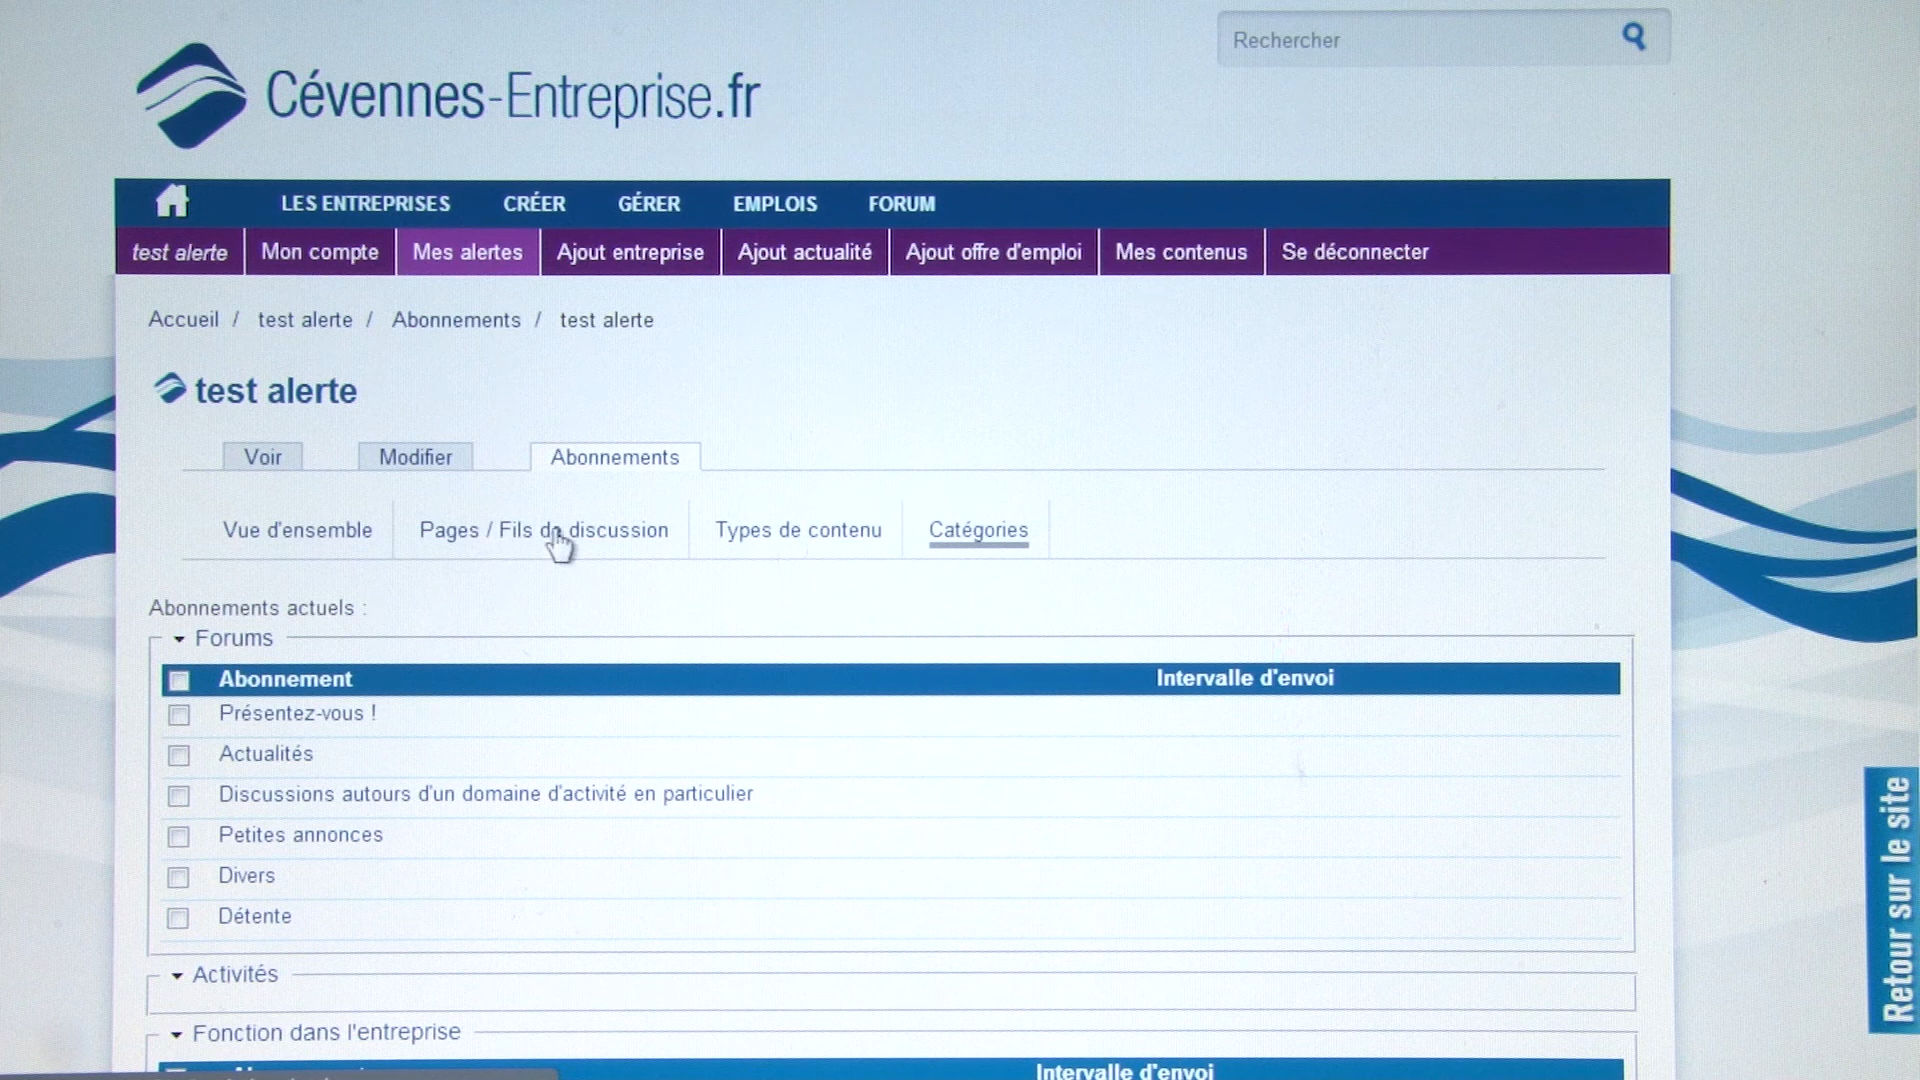 Rechercher
Cévennes-Entreprise.fr
LES ENTREPRISES CRÉER GÉRER EMPLOIS FORUM
test alerte Mon compte Mes alertes Ajout entreprise Ajout actualité Ajout offre d'emploi Mes contenus Se déconnecter
Accueil / test alerte / Abonnements / test alerte
test alerte
Voir Modifier Abonnements
Vue d'ensemble Pages / Fils de discussion Types de contenu Catégories
Abonnements actuels :
Forums
Abonnement Intervalle d'envoi
Présentez-vous !
Actualités
Discussions autours d'un domaine d'activité en particulier
Petites annonces
Divers
Détente
Activités
Fonction dans l'entreprise
Intervalle d'envoi
Retour sur le site